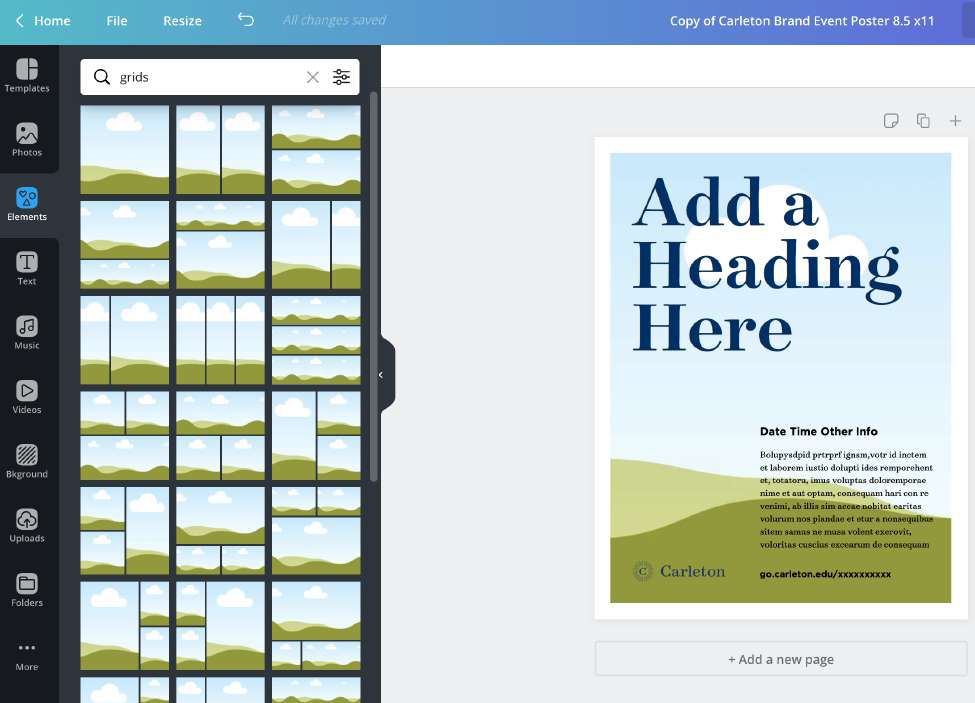 Home File Resize All changes saved Copy of Carleton Brand Event Poster 8.5 x11
grids
Templates
Photos
Elements
Text
Music
Videos
Bkground
Uploads
Folders
More
Add a
Heading
Here
Date Time Other Info
Bolupysdpid prtrprf ignsm,votr id inctem
et laborem iustio dolupti ides remporehent
et, totatura, imus voluptas doloremporae
nime et aut optam, consequam hari con re
venimi, ab illis sim aceae nobitat earitas
volurum nos plandae et otur a nonsequibus
sitem samus ne musa volent exerovit,
voloritas cuscius excearum de consequam
C Carleton
go.carleton.edu/xxxxxxxxxx
+ Add a new page